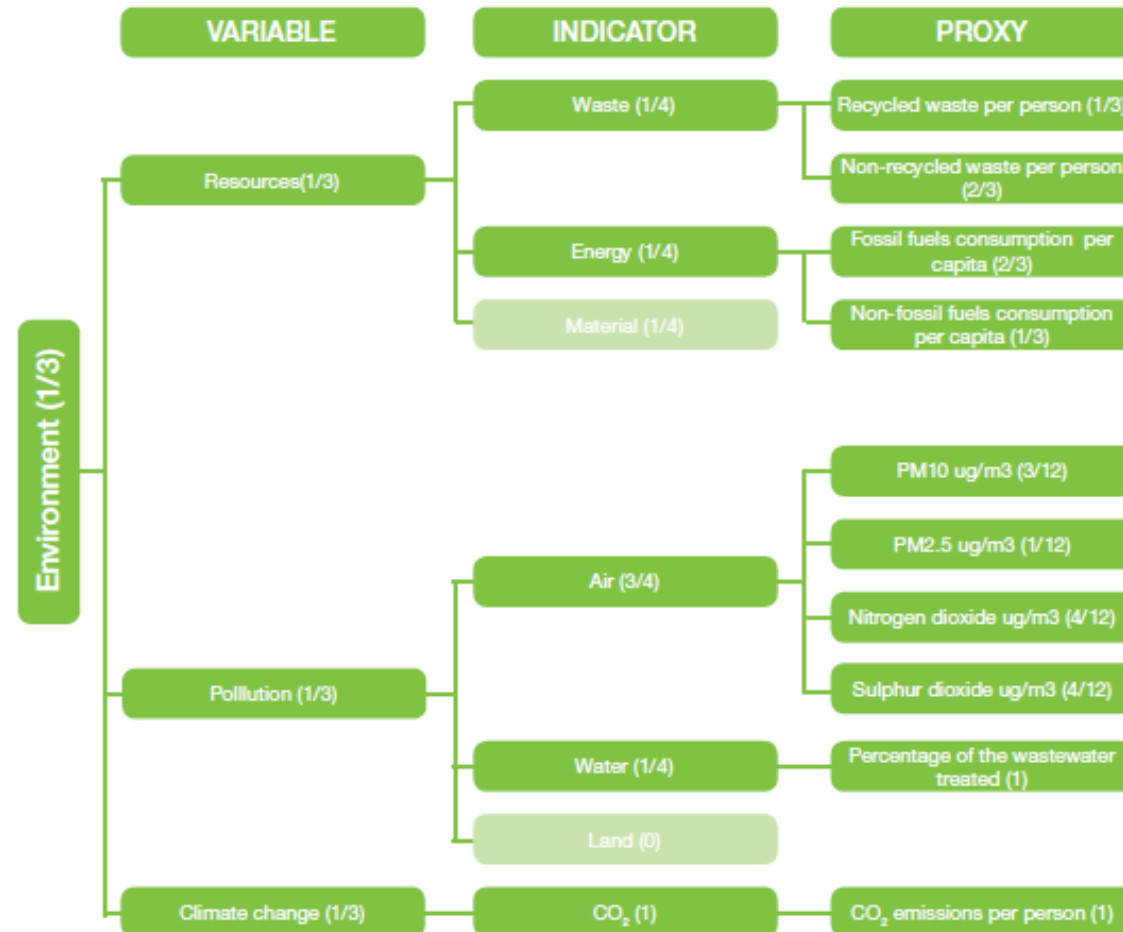 VARIABLE
INDICATOR
PROXY
Environment (1/3)
Resources(1/3)
Waste (1/4)
Recycled waste per person (1/3)
Non-recycled waste per person
(2/3)
Energy (1/4)
Fossil fuels consumption per
capita (2/3)
Non-fossil fuels consumption
per capita (1/3)
Material (1/4)
Polllution (1/3)
Air (3/4)
PM10 ug/m3 (3/12)
PM2.5 ug/m3 (1/12)
Nitrogen dioxide ug/m3 (4/12)
Sulphur dioxide ug/m3 (4/12)
Water (1/4)
Percentage of the wastewater
treated (1)
Land (0)
Climate change (1/3)
CO₂ (1)
CO₂ emissions per person (1)